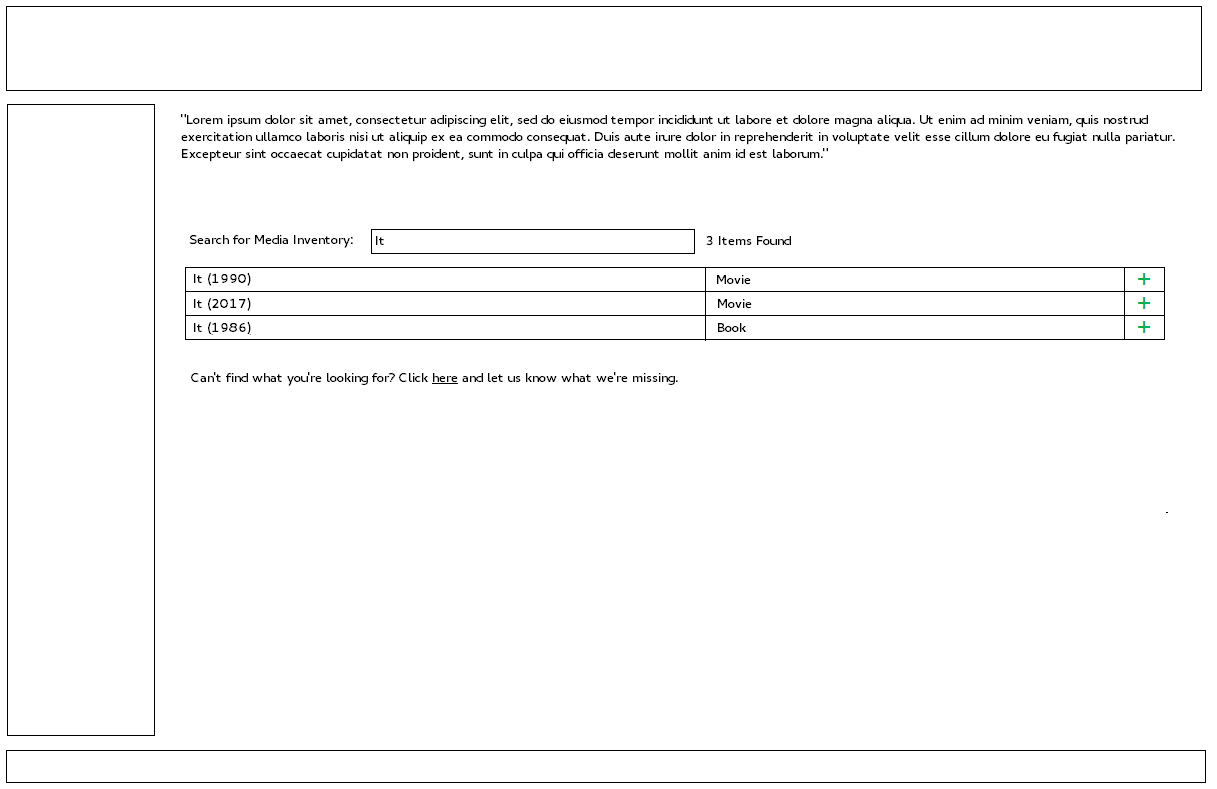 "Lorem ipsum dolor sit amet, consectetur adipiscing elit, sed do eiusmod tempor incididunt ut labore et dolore magna aliqua. Ut enim ad minim veniam, quis nostrud
exercitation ullamco laboris nisi ut aliquip ex ea commodo consequat. Duis aute irure dolor in reprehenderit in voluptate velit esse cillum dolore eu fugiat nulla pariatur.
Excepteur sint occaecat cupidatat non proident, sunt in culpa qui officia deserunt mollit anim id est laborum."
Search for Media Inventory: It 3 Items Found
It (1990) Movie +
It (2017) Movie +
It (1986) Book +
Can't find what you're looking for? Click here and let us know what we're missing.